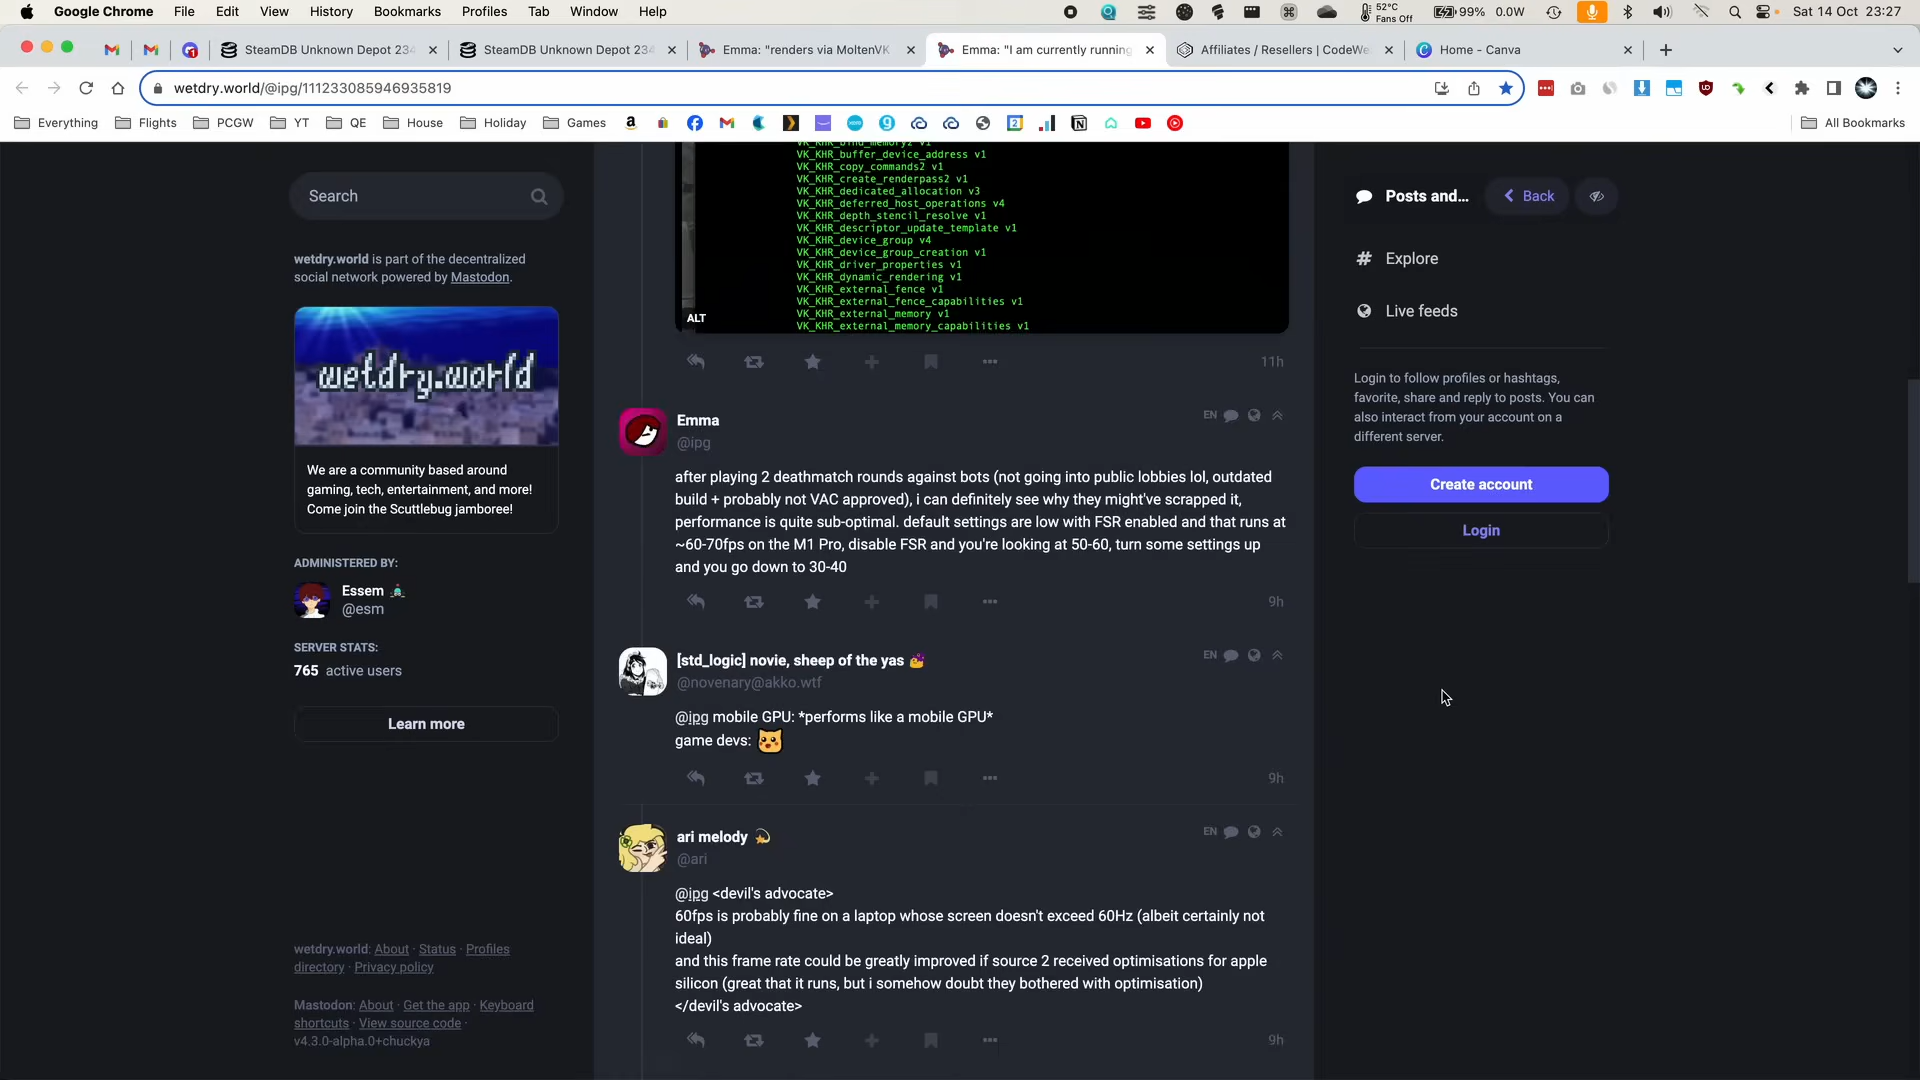 Google Chrome File Edit View History Bookmarks Profiles Tab Window Help 52°C Fans Off 99% 0.0W Sat 14 Oct 23:27
SteamDB Unknown Depot 234 SteamDB Unknown Depot 234 Emma: "renders via MoltenVK Emma: "I am currently running Affiliates / Resellers | CodeWe Home - Canva
wetdry.world/@ipg/111233085946935819
Everything Flights PCGW YT QE House Holiday Games All Bookmarks
VK_KHR_bind_memory2 v1
VK_KHR_buffer_device_address v1
VK_KHR_copy_commands2 v1
VK_KHR_create_renderpass2 v1
VK_KHR_dedicated_allocation v3
VK_KHR_deferred_host_operations v4
VK_KHR_depth_stencil_resolve v1
VK_KHR_descriptor_update_template v1
VK_KHR_device_group v4
VK_KHR_device_group_creation v1
VK_KHR_driver_properties v1
VK_KHR_dynamic_rendering v1
VK_KHR_external_fence v1
VK_KHR_external_fence_capabilities v1
VK_KHR_external_memory v1
VK_KHR_external_memory_capabilities v1
ALT
11h
Search
wetdry.world is part of the decentralized
social network powered by Mastodon.
wetdry.world
We are a community based around
gaming, tech, entertainment, and more!
Come join the Scuttlebug jamboree!
ADMINISTERED BY:
Essem
@esm
SERVER STATS:
765 active users
Learn more
wetdry.world: About · Status · Profiles
directory · Privacy policy
Mastodon: About · Get the app · Keyboard
shortcuts · View source code ·
v4.3.0-alpha.0+chuckya
Emma
@ipg
EN
after playing 2 deathmatch rounds against bots (not going into public lobbies lol, outdated
build + probably not VAC approved), i can definitely see why they might've scrapped it,
performance is quite sub-optimal. default settings are low with FSR enabled and that runs at
~60-70fps on the M1 Pro, disable FSR and you're looking at 50-60, turn some settings up
and you go down to 30-40
9h
[std_logic] novie, sheep of the yas
@novenary@akko.wtf
EN
@ipg mobile GPU: *performs like a mobile GPU*
game devs:
9h
ari melody
@ari
EN
@ipg <devil's advocate>
60fps is probably fine on a laptop whose screen doesn't exceed 60Hz (albeit certainly not
ideal)
and this frame rate could be greatly improved if source 2 received optimisations for apple
silicon (great that it runs, but i somehow doubt they bothered with optimisation)
</devil's advocate>
9h
Posts and... Back
Explore
Live feeds
Login to follow profiles or hashtags,
favorite, share and reply to posts. You can
also interact from your account on a
different server.
Create account
Login